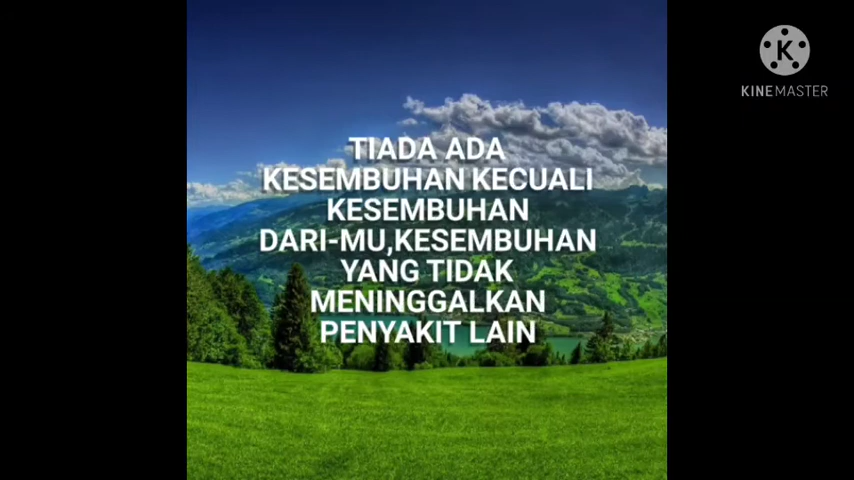 KINEMASTER
TIADA ADA
KESEMBUHAN KECUALI
KESEMBUHAN
DARI-MU,KESEMBUHAN
YANG TIDAK
MENINGGALKAN
PENYAKIT LAIN